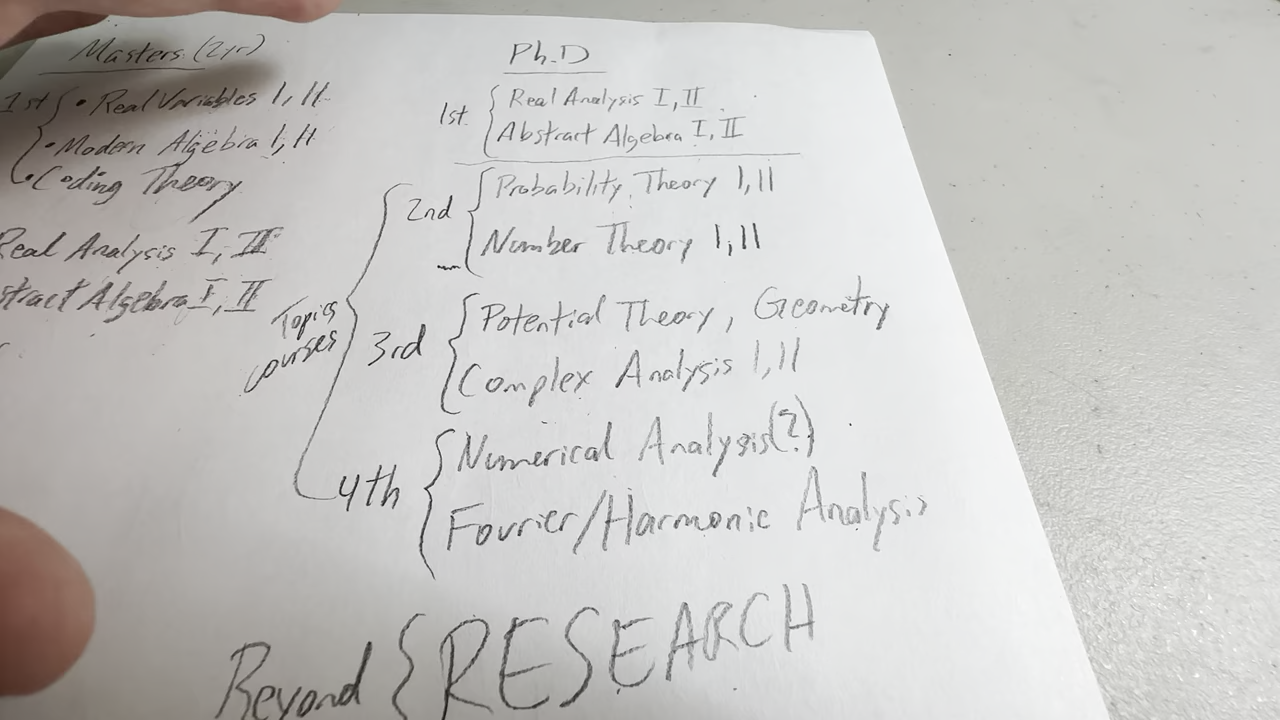 Masters (2yr)
1st
• Real Variables I, II
• Modern Algebra I, II
• Coding Theory
Real Analysis I, II
Algebra I, II
Ph.D
1st
Real Analysis I, II
Abstract Algebra I, II
Topics
courses
2nd
Probability Theory I, II
Number Theory I, II
3rd
Potential Theory, Geometry
Complex Analysis I, II
4th
Numerical Analysis(?)
Fourier/Harmonic Analysis
Beyond
RESEARCH